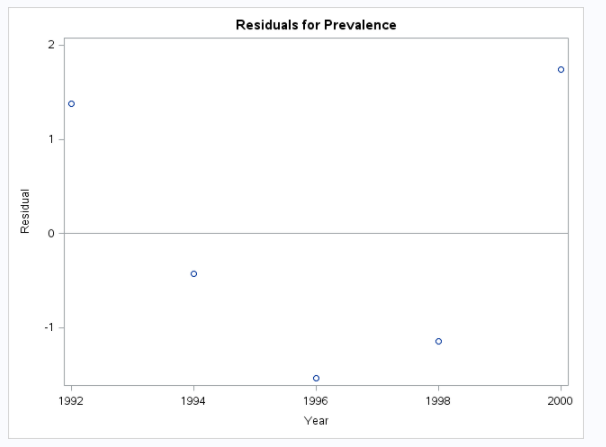 Residuals for Prevalence
2
1
0
-1
Residual
1992 1994 1996 1998 2000
Year